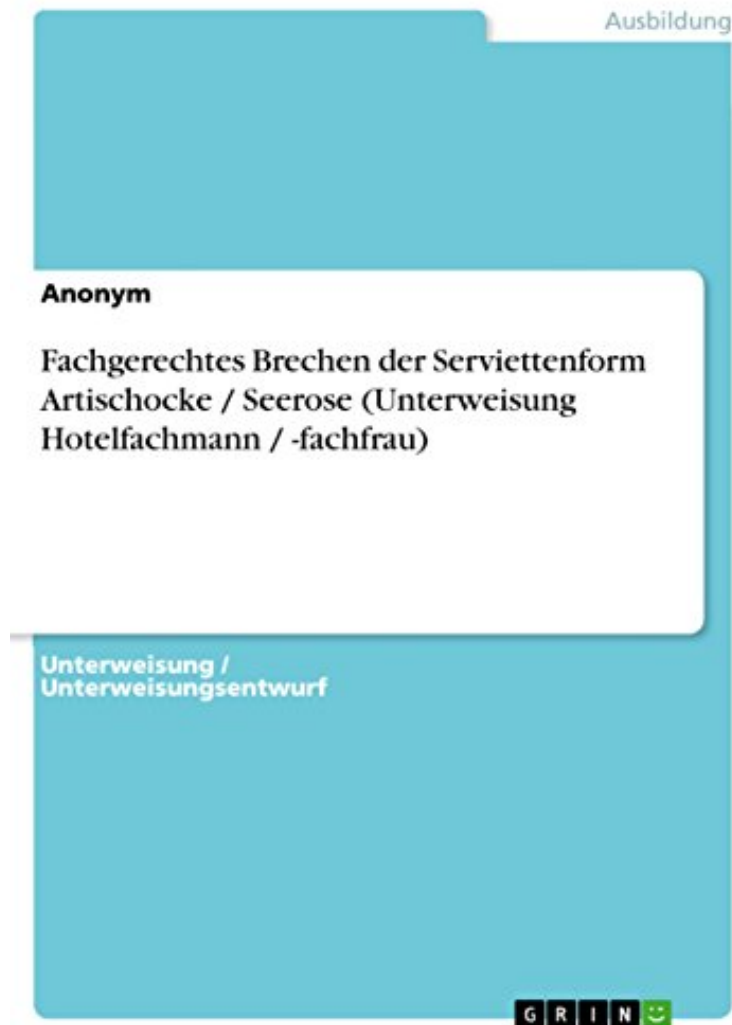 Ausbildung
Anonym
Fachgerechtes Brechen der Serviettenform
Artischocke / Seerose (Unterweisung
Hotelfachmann / -fachfrau)
Unterweisung /
Unterweisungsentwurf
GRIN